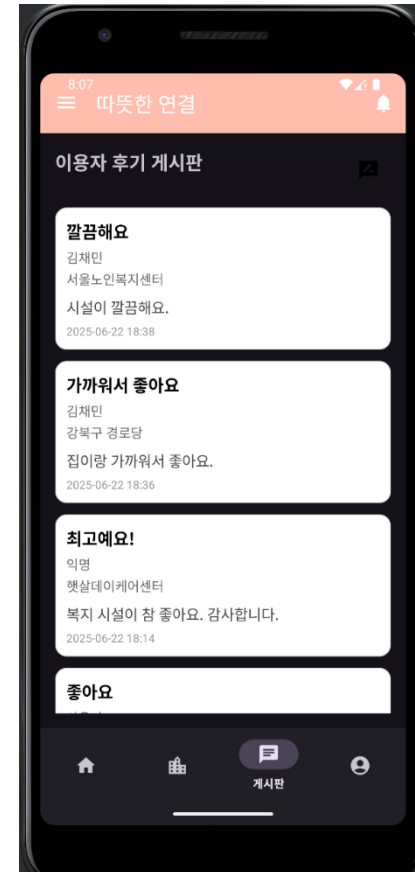 8:07
따뜻한 연결
이용자 후기 게시판
깔끔해요
김채민
서울노인복지센터
시설이 깔끔해요.
2025-06-22 18:38
가까워서 좋아요
김채민
강북구 경로당
집이랑 가까워서 좋아요.
2025-06-22 18:36
최고예요!
익명
햇살데이케어센터
복지 시설이 참 좋아요. 감사합니다.
2025-06-22 18:14
좋아요
게시판